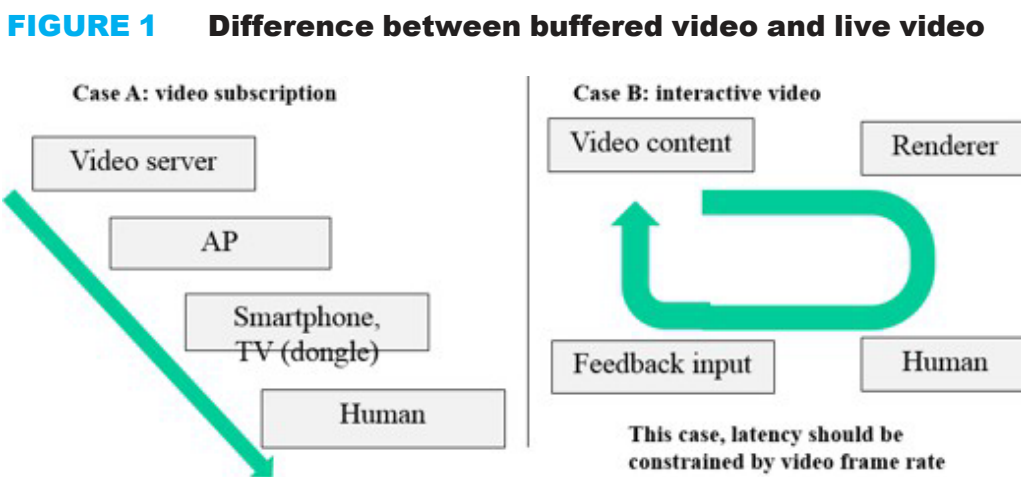 FIGURE 1 Difference between buffered video and live video
Case A: video subscription
Video server
AP
Smartphone,
TV (dongle)
Human
Case B: interactive video
Video content
Renderer
Feedback input
Human
This case, latency should be
constrained by video frame rate